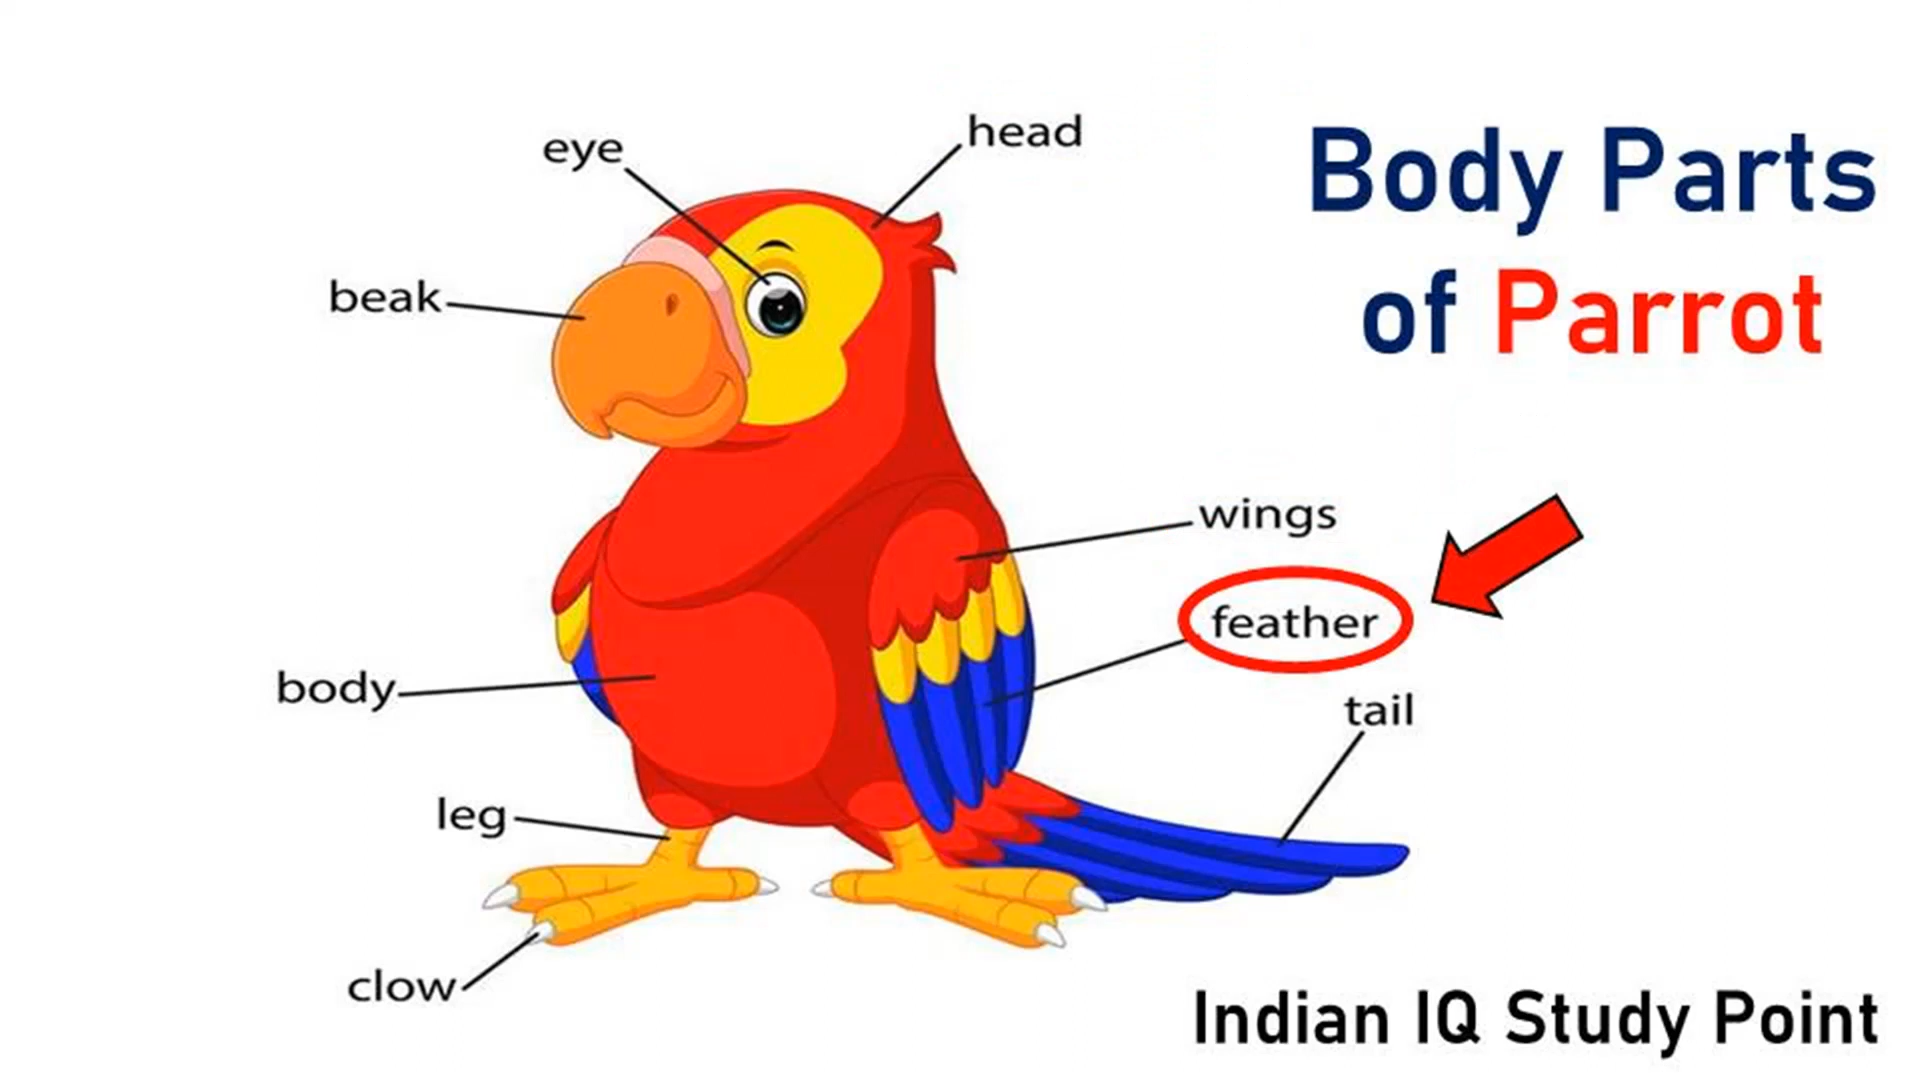 Body Parts
of Parrot
eye
head
beak
wings
feather
body
tail
leg
clow
Indian IQ Study Point